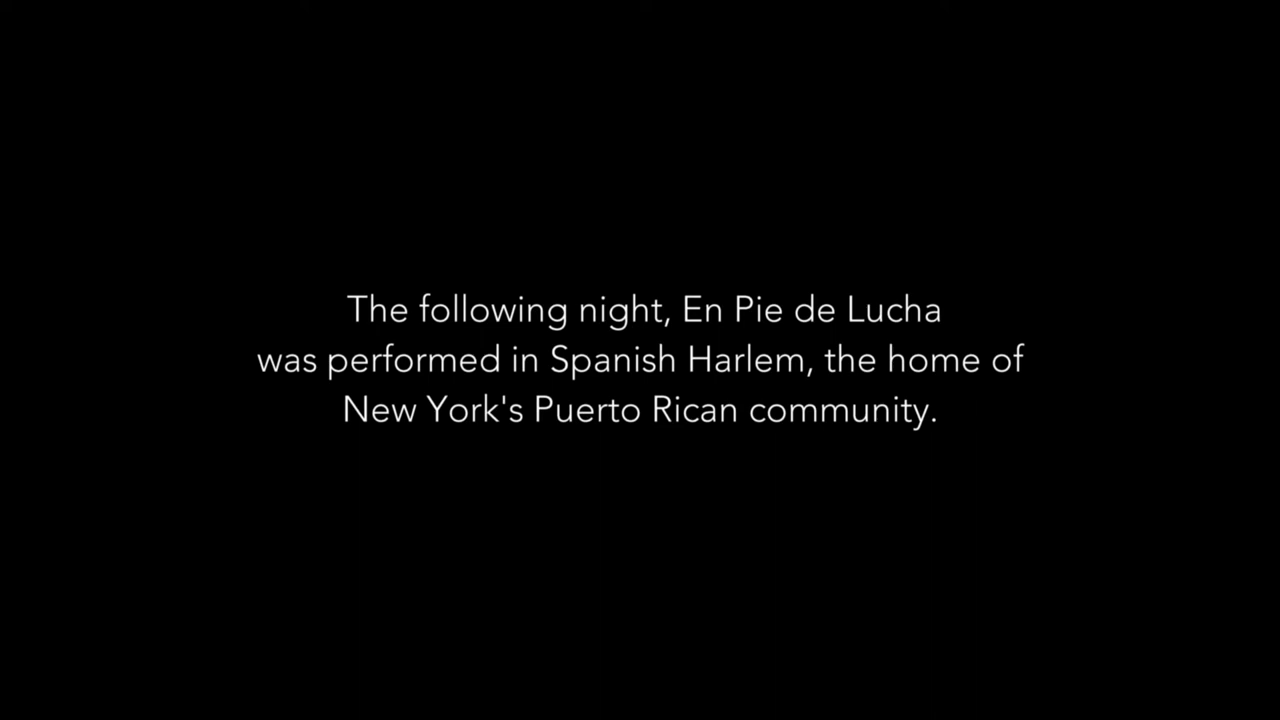 The following night, En Pie de Lucha
was performed in Spanish Harlem, the home of
New York's Puerto Rican community.